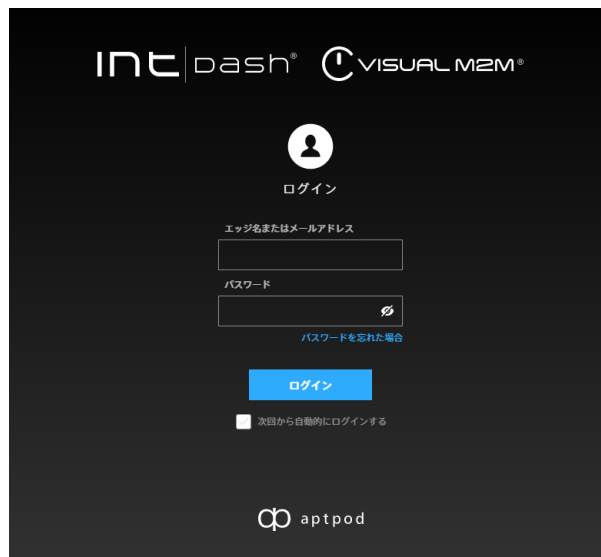 INT|DASH® VISUAL M2M®
ログイン
エッジ名またはメールアドレス
パスワード
パスワードを忘れた場合
ログイン
次回から自動的にログインする
aptpod